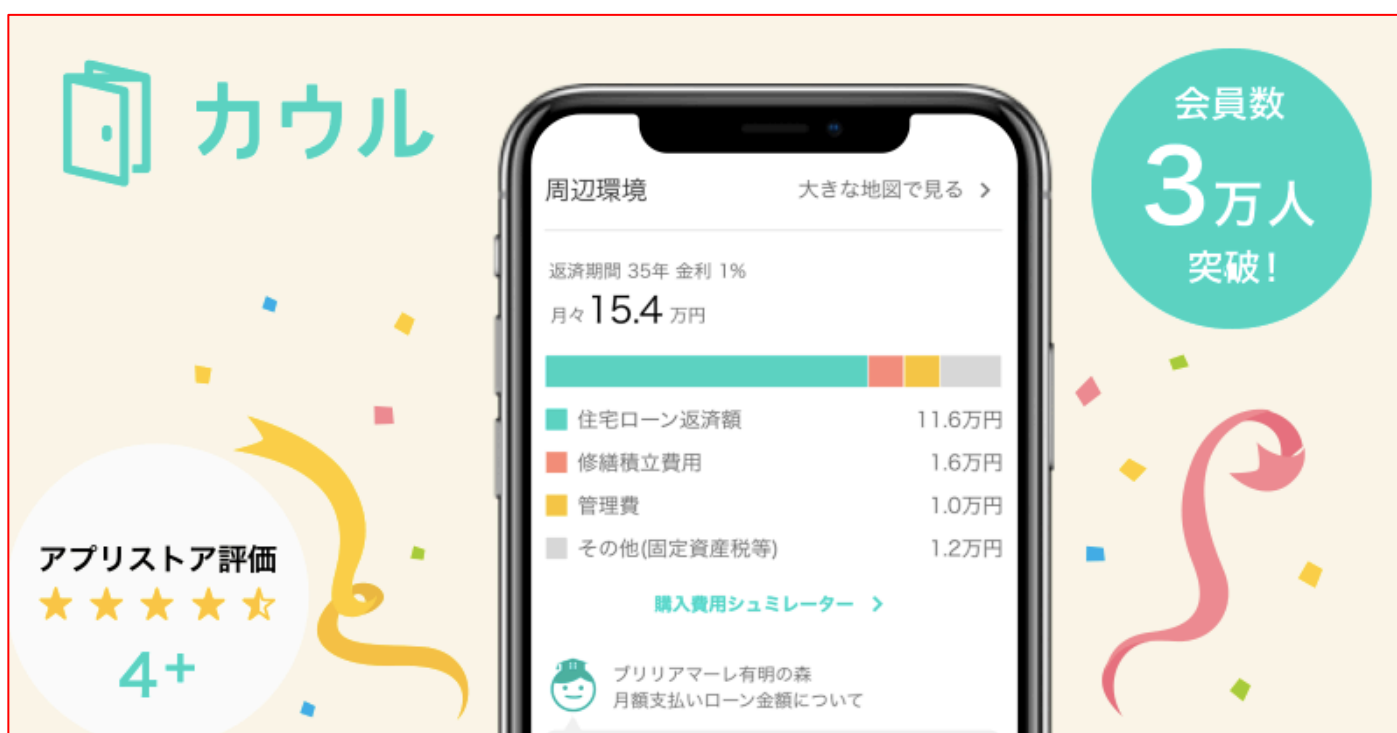 カウル
会員数
3万人
突破！
周辺環境 大きな地図で見る >
返済期間 35年 金利 1%
月々 15.4 万円
住宅ローン返済額 11.6万円
修繕積立費用 1.6万円
管理費 1.0万円
その他(固定資産税等) 1.2万円
購入費用シュミレーター >
ブリリアマーレ有明の森
月額支払いローン金額について
アプリストア評価
4+